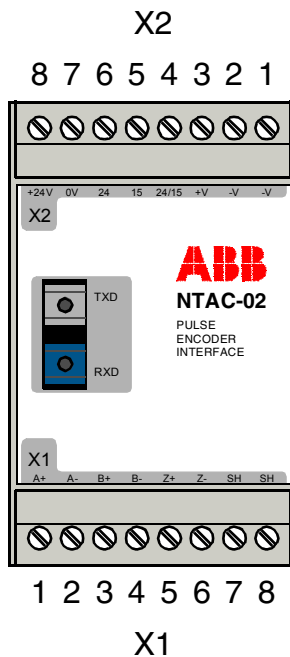 X2
8 7 6 5 4 3 2 1
+24V 0V 24 15 24/15 +V -V -V
X2
ABB
TXD
NTAC-02
PULSE
ENCODER
INTERFACE
RXD
X1
A+ A- B+ B- Z+ Z- SH SH
1 2 3 4 5 6 7 8
X1